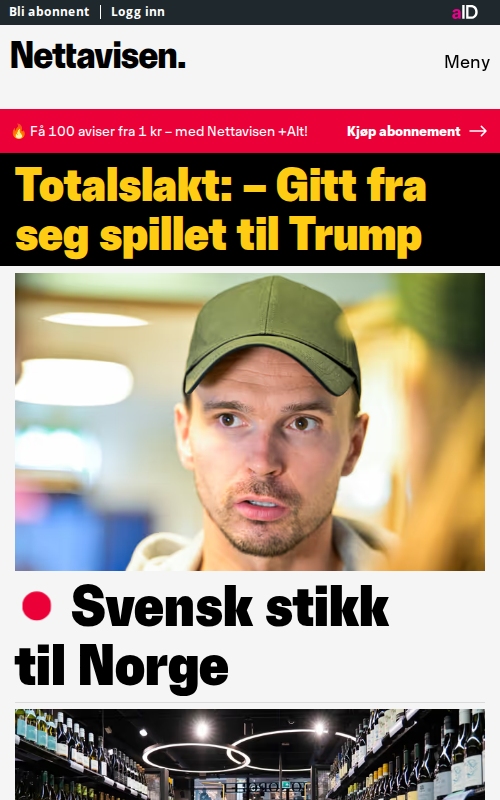 Bli abonnent
Logg inn
aID
Nettavisen.
Meny
🔥 Få 100 aviser fra 1 kr – med Nettavisen +Alt!
Kjøp abonnement →
Totalslakt: – Gitt fra
seg spillet til Trump
Svensk stikk
til Norge